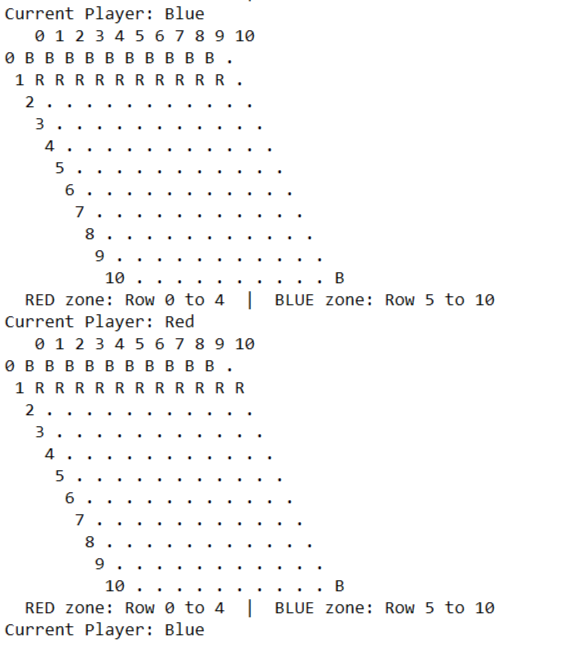 Current Player: Blue
   0 1 2 3 4 5 6 7 8 9 10
0 B B B B B B B B B B .
 1 R R R R R R R R R R .
  2 . . . . . . . . . . .
   3 . . . . . . . . . . .
    4 . . . . . . . . . . .
     5 . . . . . . . . . . .
      6 . . . . . . . . . . .
       7 . . . . . . . . . . .
        8 . . . . . . . . . . .
         9 . . . . . . . . . . .
          10 . . . . . . . . . . B
  RED zone: Row 0 to 4  |  BLUE zone: Row 5 to 10
Current Player: Red
   0 1 2 3 4 5 6 7 8 9 10
0 B B B B B B B B B B .
 1 R R R R R R R R R R R
  2 . . . . . . . . . . .
   3 . . . . . . . . . . .
    4 . . . . . . . . . . .
     5 . . . . . . . . . . .
      6 . . . . . . . . . . .
       7 . . . . . . . . . . .
        8 . . . . . . . . . . .
         9 . . . . . . . . . . .
          10 . . . . . . . . . . B
  RED zone: Row 0 to 4  |  BLUE zone: Row 5 to 10
Current Player: Blue